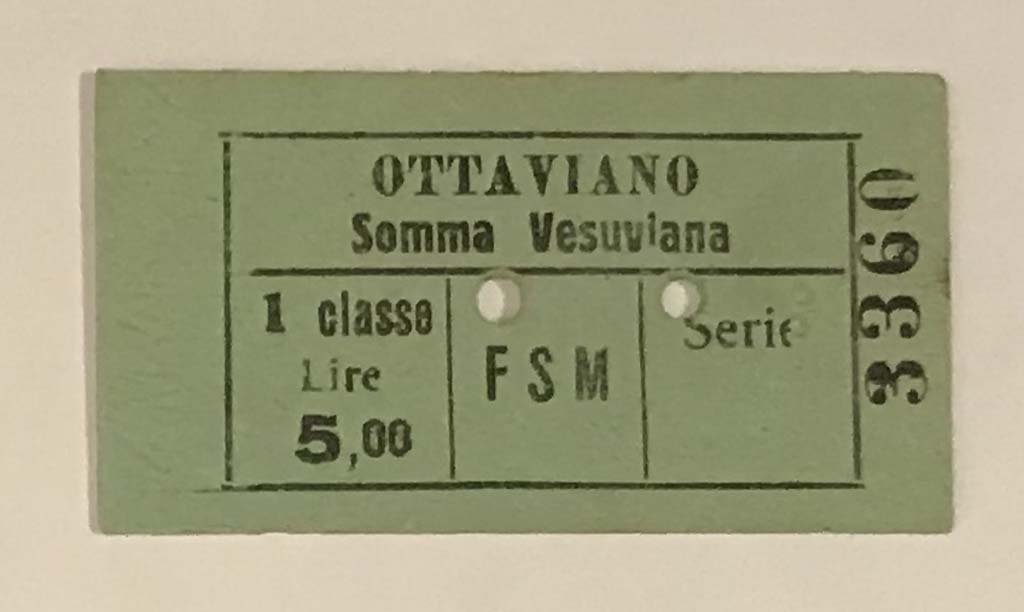 OTTAVIANO
Somma Vesuviana
1 classe
Lire
5,00
F S M
Serie
3360